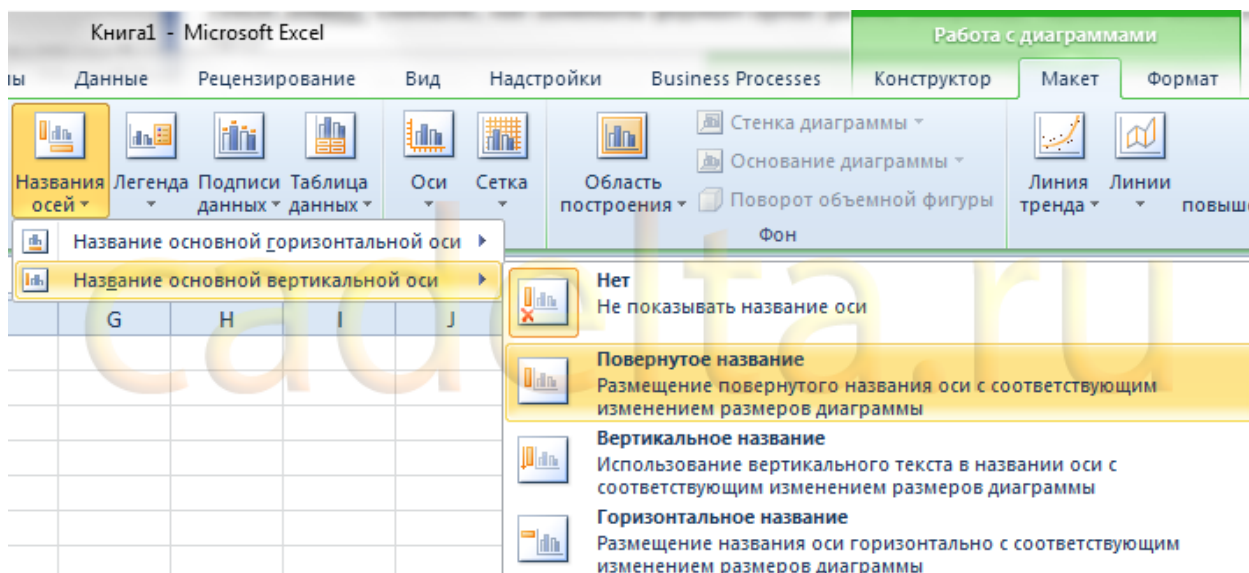 Книга1 - Microsoft Excel
Работа с диаграммами
лы Данные Рецензирование Вид Надстройки Business Processes Конструктор Макет Формат
Названия осей
Легенда
Подписи данных
Таблица данных
Оси
Сетка
Область построения
Стенка диаграммы
Основание диаграммы
Поворот объемной фигуры
Фон
Линия тренда
Линии
Название основной горизонтальной оси
Название основной вертикальной оси
G H I J
Нет
Не показывать название оси
Повернутое название
Размещение повернутого названия оси с соответствующим
изменением размеров диаграммы
Вертикальное название
Использование вертикального текста в названии оси с
соответствующим изменением размеров диаграммы
Горизонтальное название
Размещение названия оси горизонтально с соответствующим
изменением размеров диаграммы
cadelta.ru